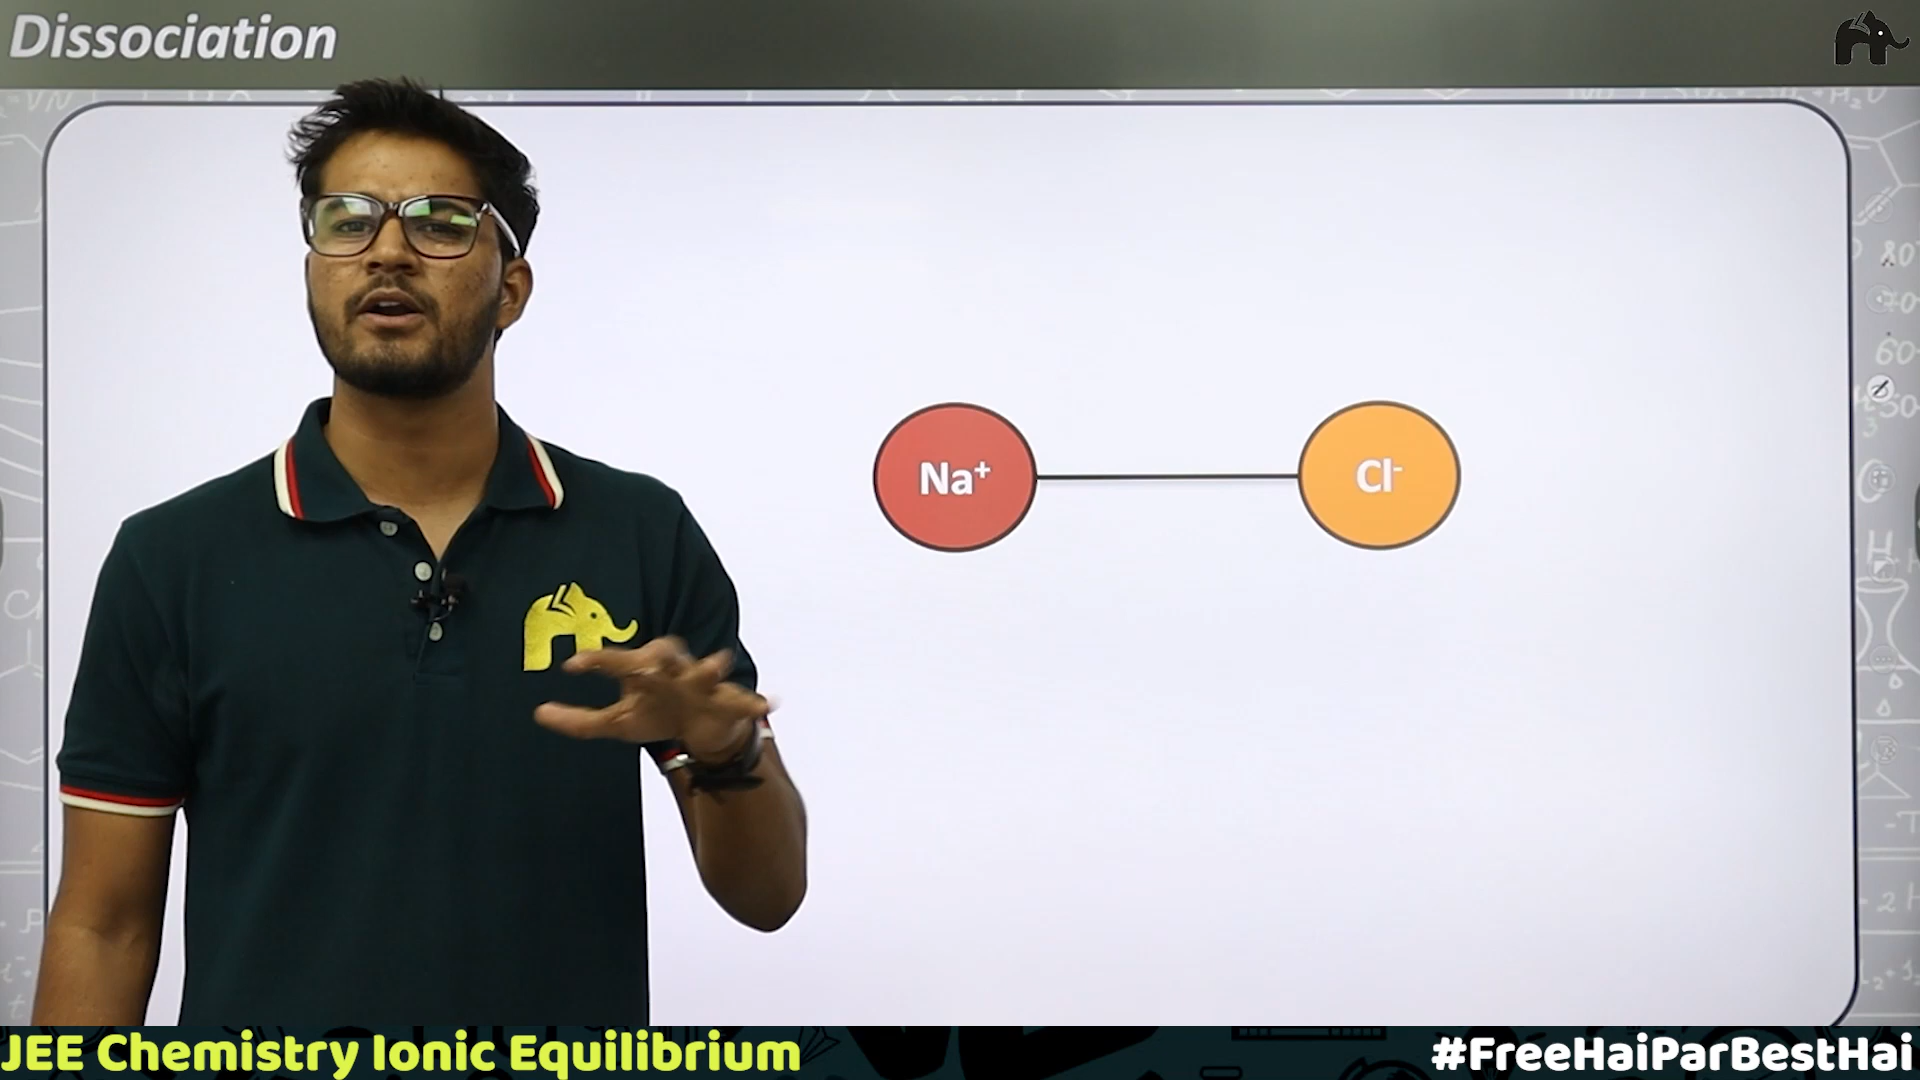 Dissociation
Na⁺
Cl⁻
JEE Chemistry Ionic Equilibrium
#FreeHaiParBestHai